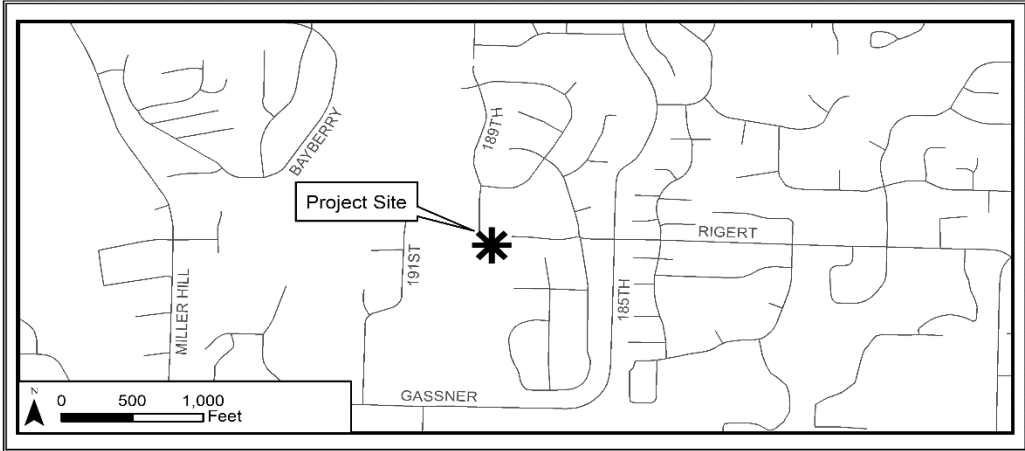 189TH
BAYBERRY
Project Site
RIGERT
191ST
185TH
MILLER HILL
GASSNER
N
0 500 1,000
Feet